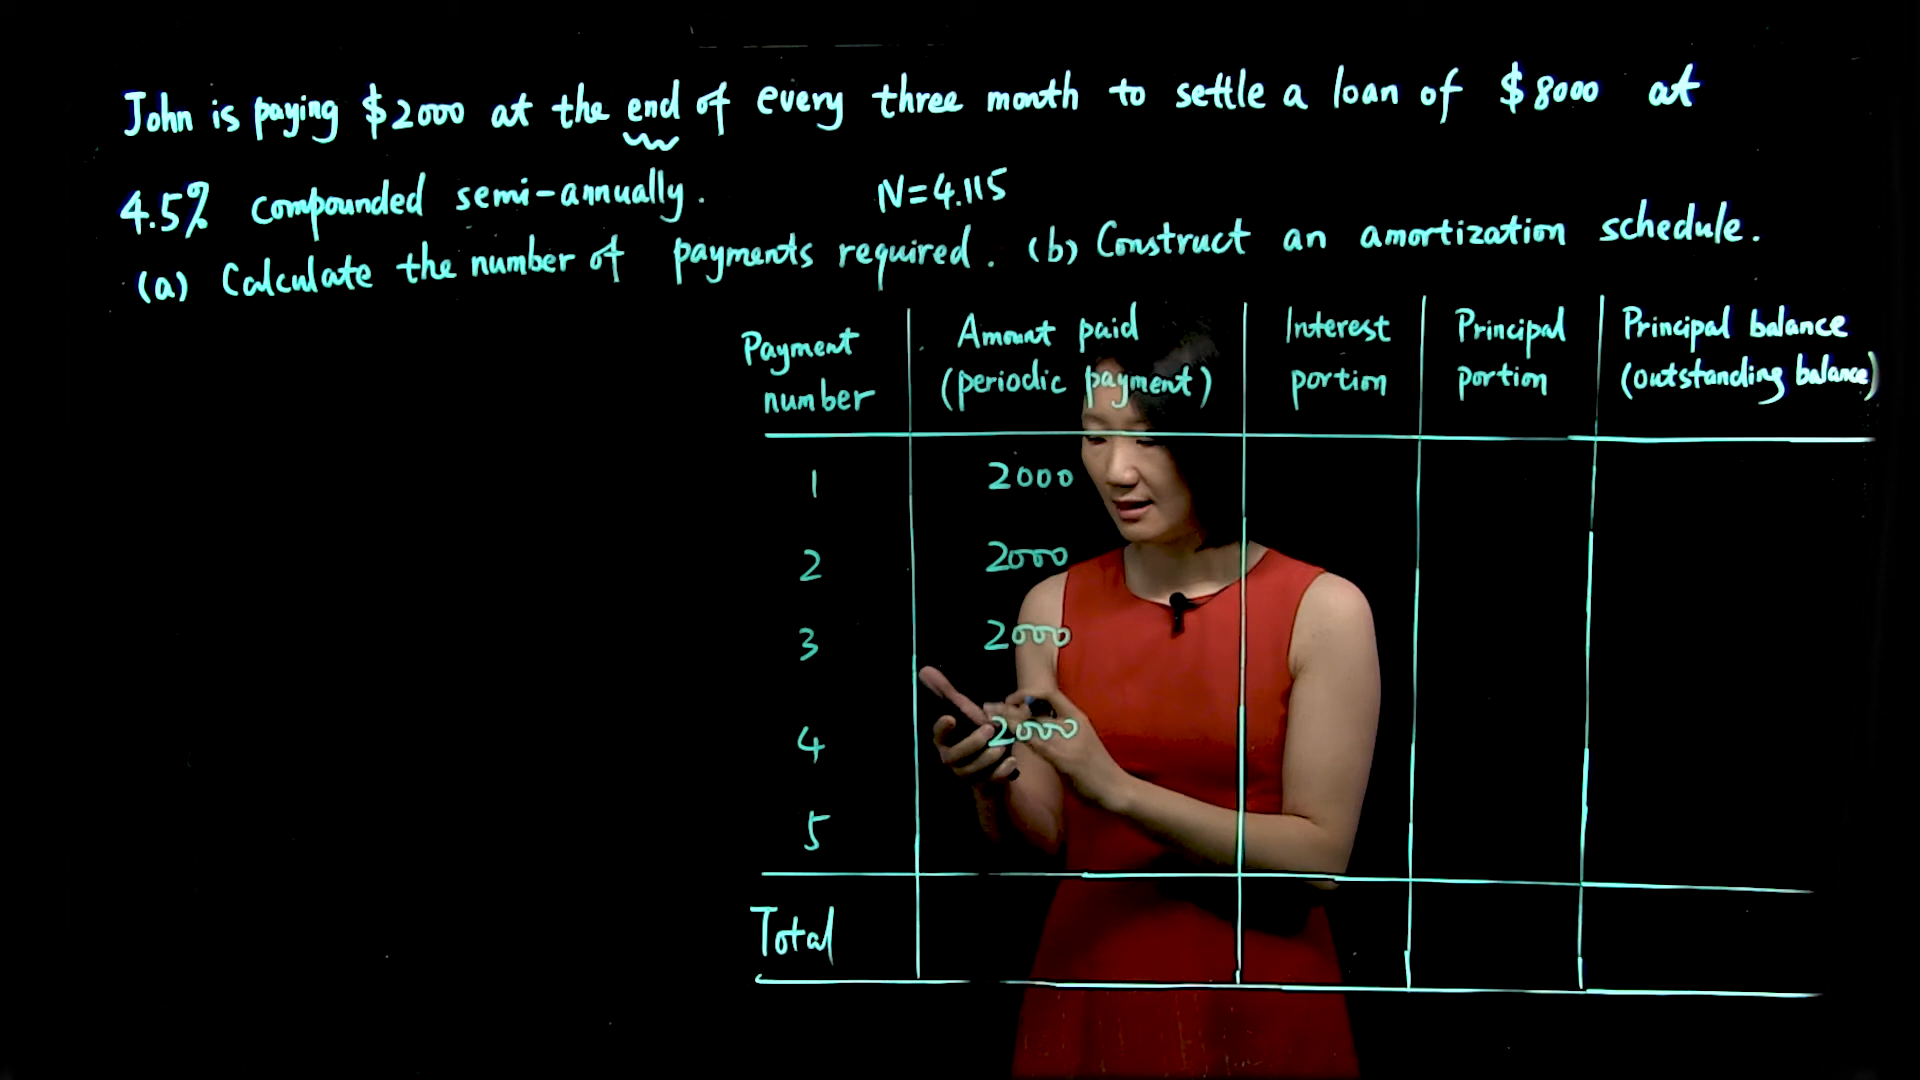 John is paying $2000 at the end of every three month to settle a loan of $8000 at
4.5% compounded semi-annually. N=4.115
(a) Calculate the number of payments required. (b) Construct an amortization schedule.
Payment number Amount paid (periodic payment) Interest portion Principal portion Principal balance (outstanding balance)
1 2000
2 2000
3 2000
4 2000
5
Total